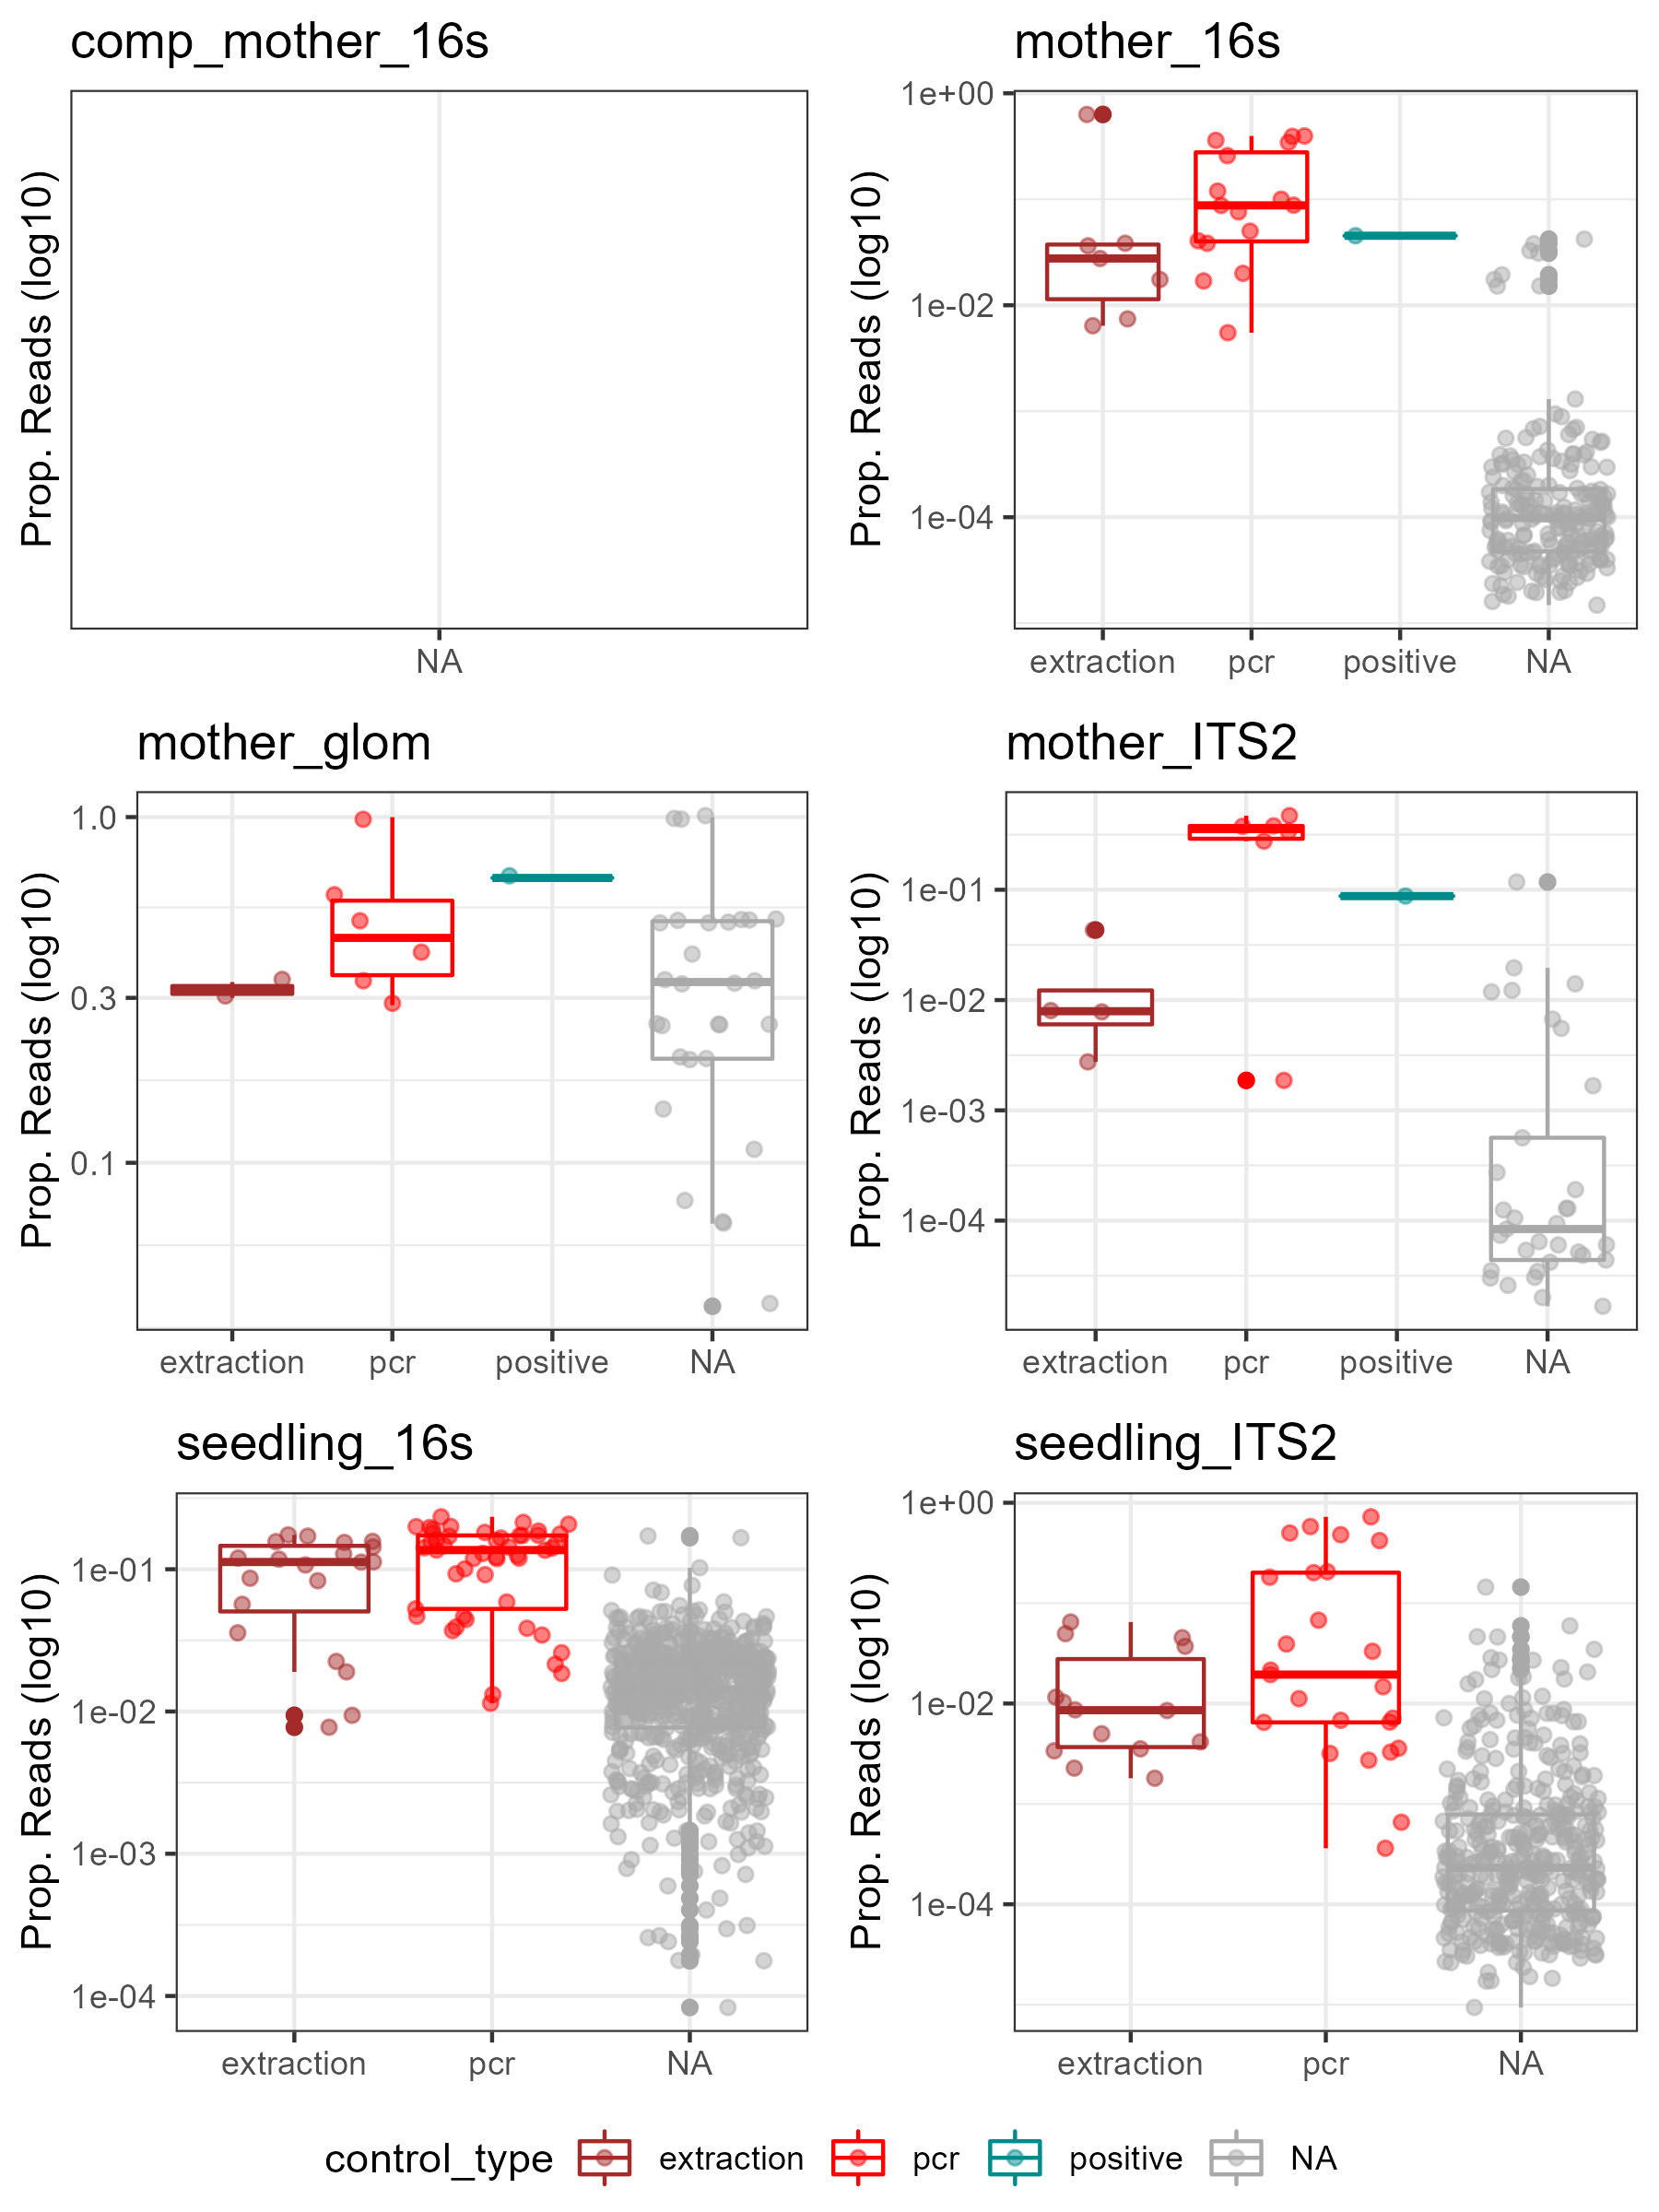 comp_mother_16s
Prop. Reads (log10)
NA
mother_16s
Prop. Reads (log10)
1e+00
1e-02
1e-04
extraction pcr positive NA
mother_glom
Prop. Reads (log10)
1.0
0.3
0.1
extraction pcr positive NA
mother_ITS2
Prop. Reads (log10)
1e-01
1e-02
1e-03
1e-04
extraction pcr positive NA
seedling_16s
Prop. Reads (log10)
1e-01
1e-02
1e-03
1e-04
extraction pcr NA
seedling_ITS2
Prop. Reads (log10)
1e+00
1e-02
1e-04
extraction pcr NA
control_type extraction pcr positive NA